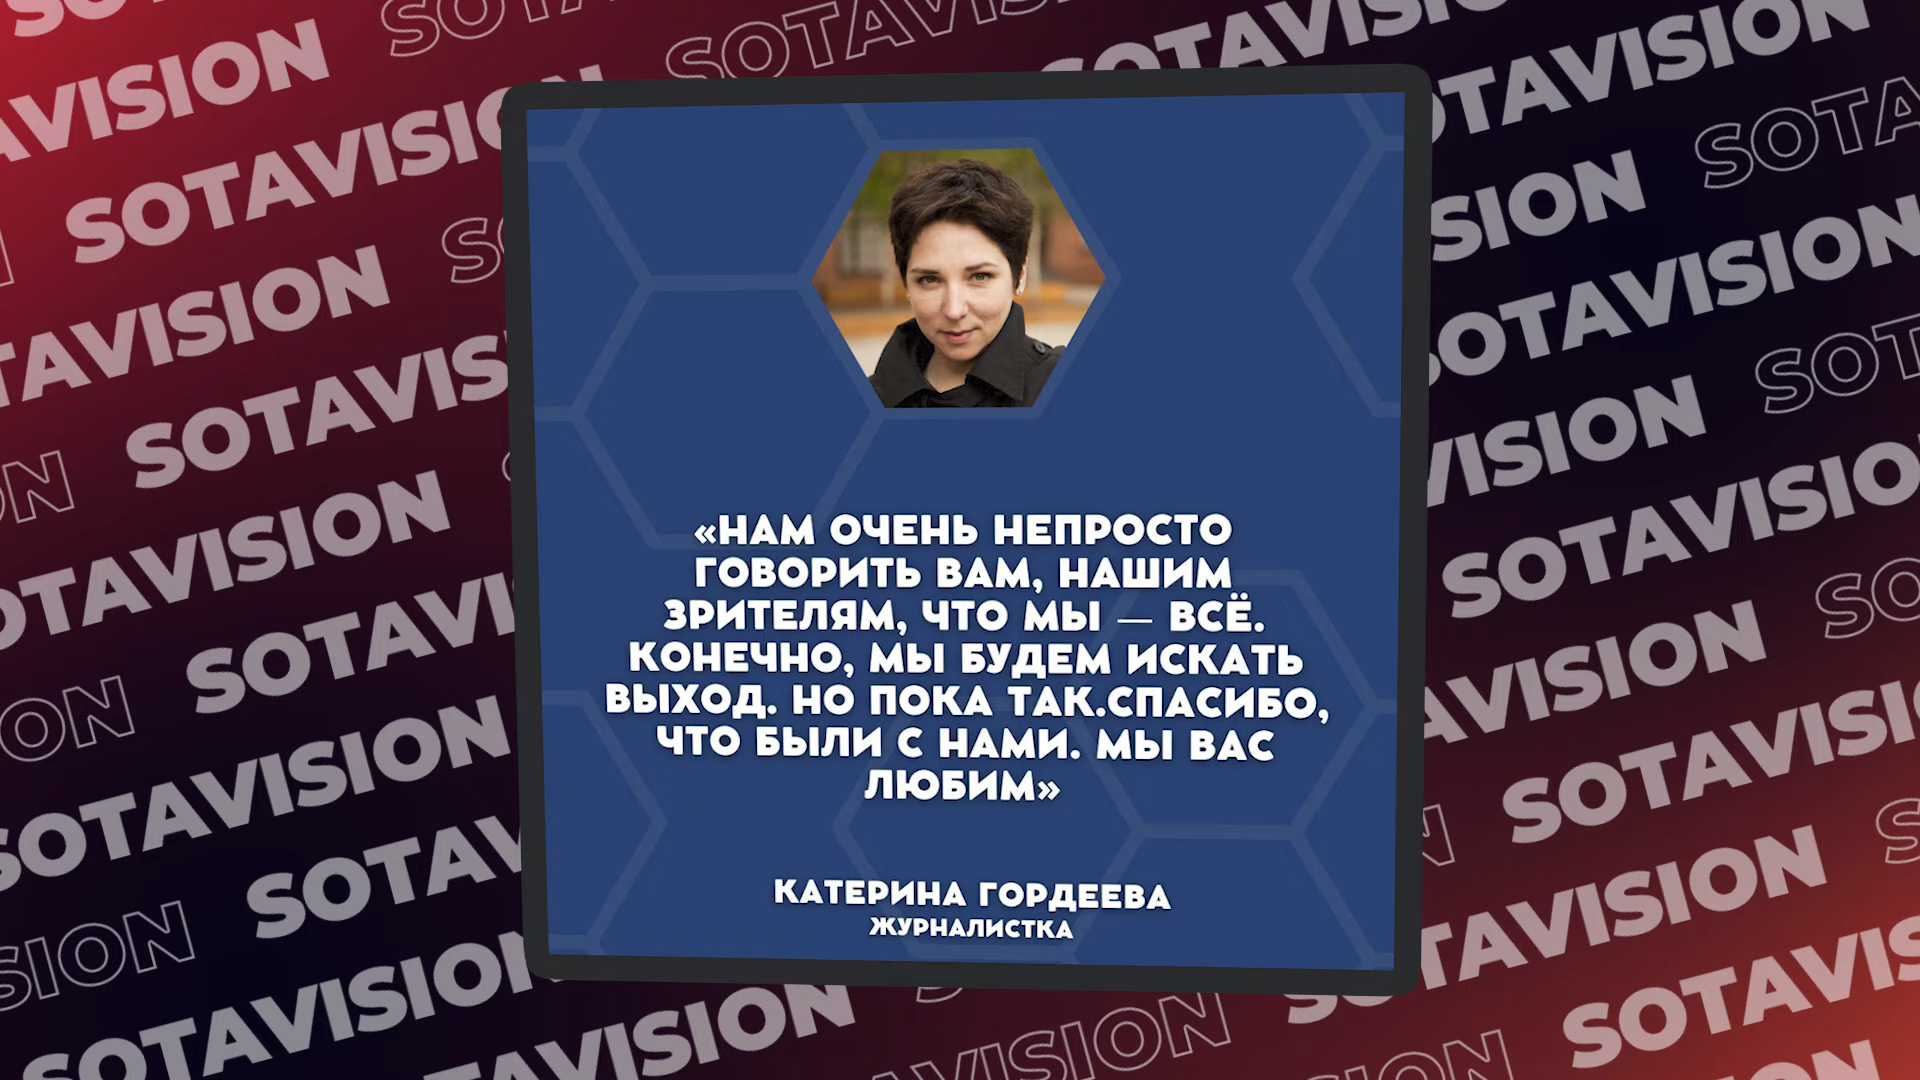 SOTAVISION
«НАМ ОЧЕНЬ НЕПРОСТО
ГОВОРИТЬ ВАМ, НАШИМ
ЗРИТЕЛЯМ, ЧТО МЫ — ВСЁ.
КОНЕЧНО, МЫ БУДЕМ ИСКАТЬ
ВЫХОД. НО ПОКА ТАК.СПАСИБО,
ЧТО БЫЛИ С НАМИ. МЫ ВАС
ЛЮБИМ»
КАТЕРИНА ГОРДЕЕВА
ЖУРНАЛИСТКА